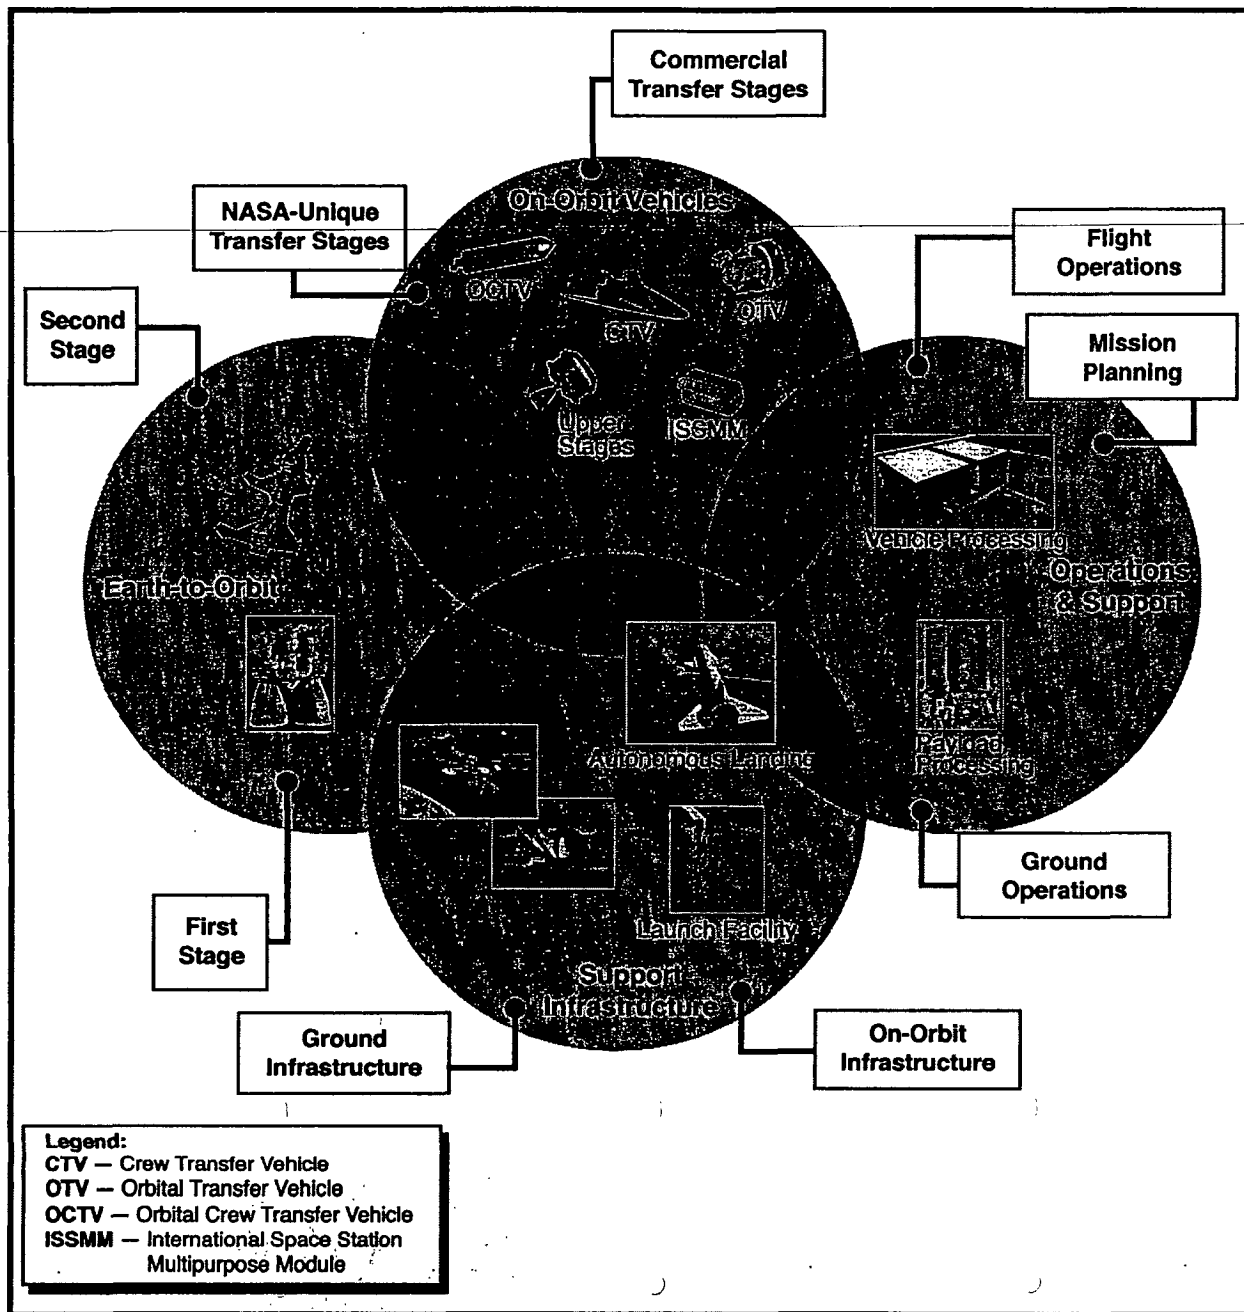 Commercial
Transfer Stages
On-Orbit Vehicles
NASA-Unique
Transfer Stages
OCTV
CTV
OTV
Upper
Stages
ISSMM
Flight
Operations
Second
Stage
Mission
Planning
Vehicle Processing
Earth-to-Orbit
Operations
& Support
Autonomous Landing
Payload
Processing
First
Stage
Launch Facility
Ground
Operations
Support
Infrastructure
Ground
Infrastructure
On-Orbit
Infrastructure
Legend:
CTV — Crew Transfer Vehicle
OTV — Orbital Transfer Vehicle
OCTV — Orbital Crew Transfer Vehicle
ISSMM — International Space Station
Multipurpose Module